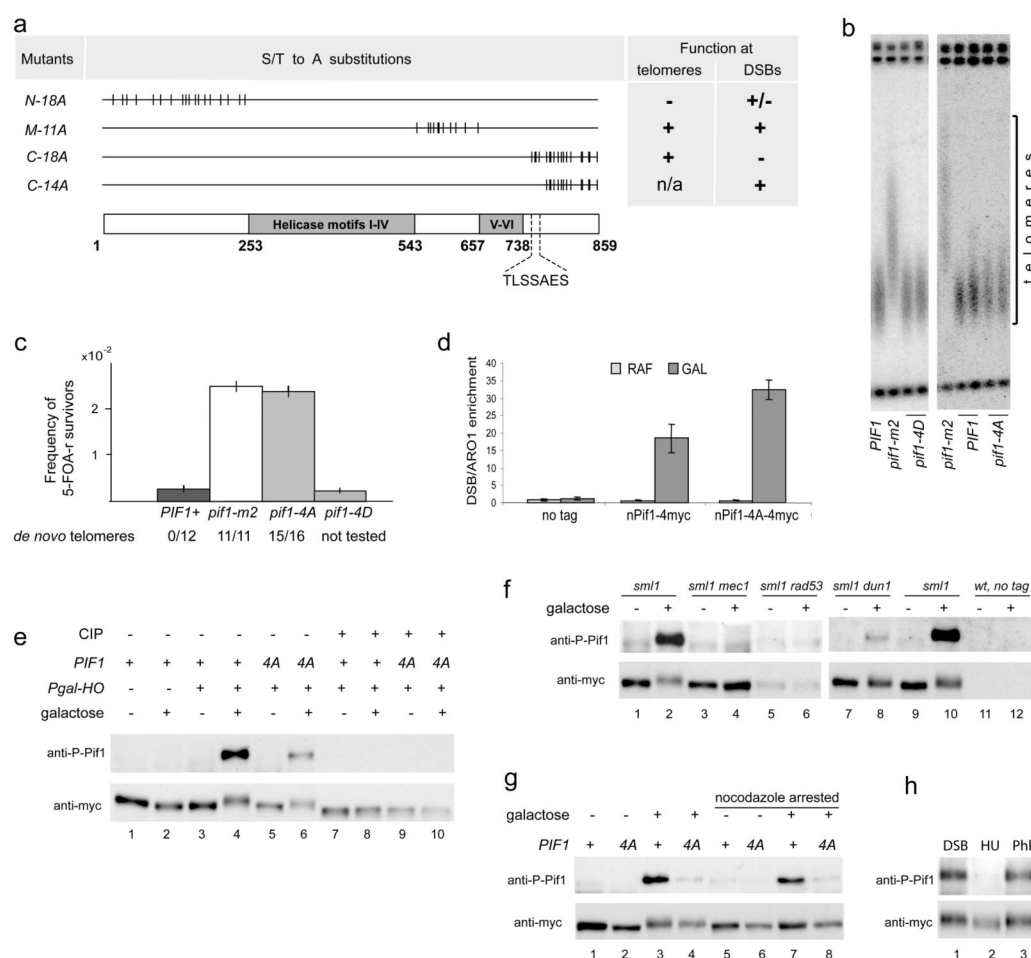 a
Mutants S/T to A substitutions Function at
telomeres DSBs
N-18A - +/-
M-11A + +
C-18A + -
C-14A n/a +
Helicase motifs I-IV V-VI
1 253 543 657 738 859
TLSSAES
b
telomeres
PIF1 pif1-m2 pif1-4D pif1-m2 PIF1 pif1-4A
c
x10-2
Frequency of
5-FOA-r survivors
2
1
PIF1+ pif1-m2 pif1-4A pif1-4D
de novo telomeres 0/12 11/11 15/16 not tested
d
DSB/ARO1 enrichment
40
35
30
25
20
15
10
5
0
RAF GAL
no tag nPif1-4myc nPif1-4A-4myc
e
CIP - - - - - - + + + +
PIF1 + + + + 4A 4A + + 4A 4A
Pgal-HO - - + + + + + + + +
galactose - + - + - + - + - +
anti-P-Pif1
anti-myc
1 2 3 4 5 6 7 8 9 10
f
sml1 sml1 mec1 sml1 rad53 sml1 dun1 sml1 wt, no tag
galactose - + - + - + - + - + - +
anti-P-Pif1
anti-myc
1 2 3 4 5 6 7 8 9 10 11 12
g
nocodazole arrested
galactose - - + + - - + +
PIF1 + 4A + 4A + 4A + 4A
anti-P-Pif1
anti-myc
1 2 3 4 5 6 7 8
h
DSB HU Phl
anti-P-Pif1
anti-myc
1 2 3